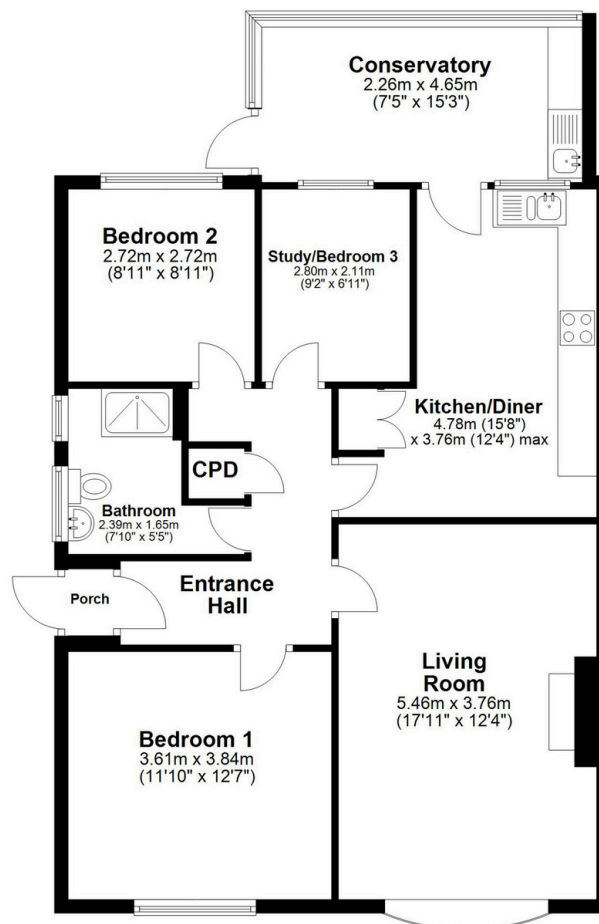 Conservatory
2.26m x 4.65m
(7'5" x 15'3")
Bedroom 2
2.72m x 2.72m
(8'11" x 8'11")
Study/Bedroom 3
2.80m x 2.11m
(9'2" x 6'11")
Kitchen/Diner
4.78m (15'8")
x 3.76m (12'4") max
CPD
Bathroom
2.39m x 1.65m
(7'10" x 5'5")
Porch
Entrance
Hall
Living
Room
5.46m x 3.76m
(17'11" x 12'4")
Bedroom 1
3.61m x 3.84m
(11'10" x 12'7")